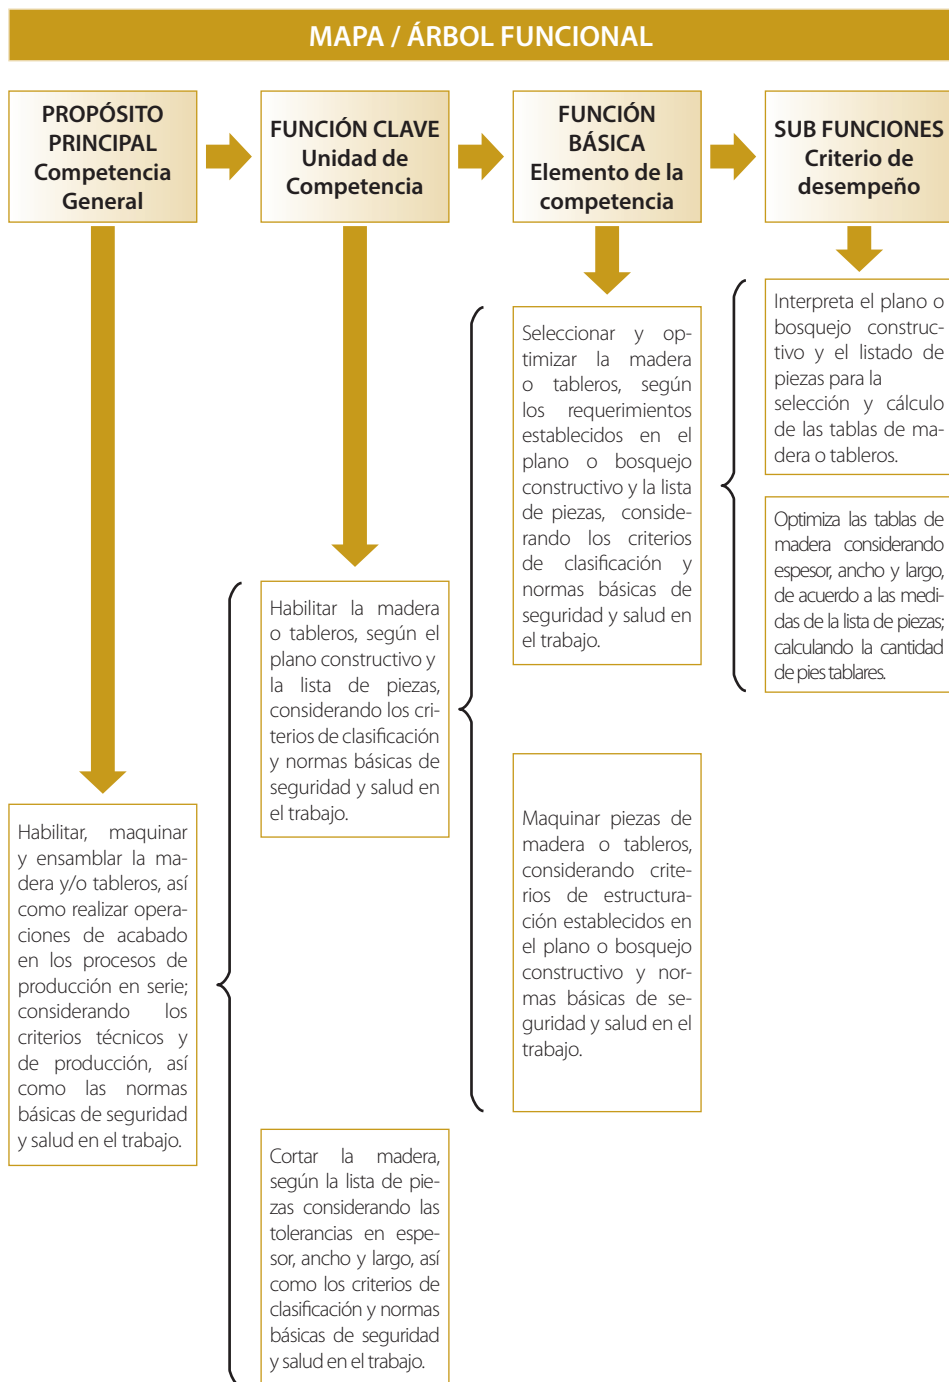 MAPA / ÁRBOL FUNCIONAL
PROPÓSITO
PRINCIPAL
Competencia
General
FUNCIÓN CLAVE
Unidad de
Competencia
FUNCIÓN
BÁSICA
Elemento de la
competencia
SUB FUNCIONES
Criterio de
desempeño
Habilitar, maquinar
y ensamblar la ma-
dera y/o tableros, así
como realizar opera-
ciones de acabado
en los procesos de
producción en serie;
considerando los
criterios técnicos y
de producción, así
como las normas
básicas de seguridad
y salud en el trabajo.
Habilitar la madera
o tableros, según el
plano constructivo y
la lista de piezas,
considerando los cri-
terios de clasificación
y normas básicas de
seguridad y salud en
el trabajo.
Cortar la madera,
según la lista de pie-
zas considerando las
tolerancias en espe-
sor, ancho y largo, así
como los criterios de
clasificación y normas
básicas de seguridad
y salud en el trabajo.
Seleccionar y op-
timizar la madera
o tableros, según
los requerimientos
establecidos en el
plano o bosquejo
constructivo y la lista
de piezas, conside-
rando los criterios
de clasificación y
normas básicas de
seguridad y salud en
el trabajo.
Maquinar piezas de
madera o tableros,
considerando crite-
rios de estructura-
ción establecidos en
el plano o bosquejo
constructivo y nor-
mas básicas de se-
guridad y salud en el
trabajo.
Interpreta el plano o
bosquejo construc-
tivo y el listado de
piezas para la
selección y cálculo
de las tablas de ma-
dera o tableros.
Optimiza las tablas de
madera considerando
espesor, ancho y largo,
de acuerdo a las medi-
das de la lista de piezas;
calculando la cantidad
de pies tablares.